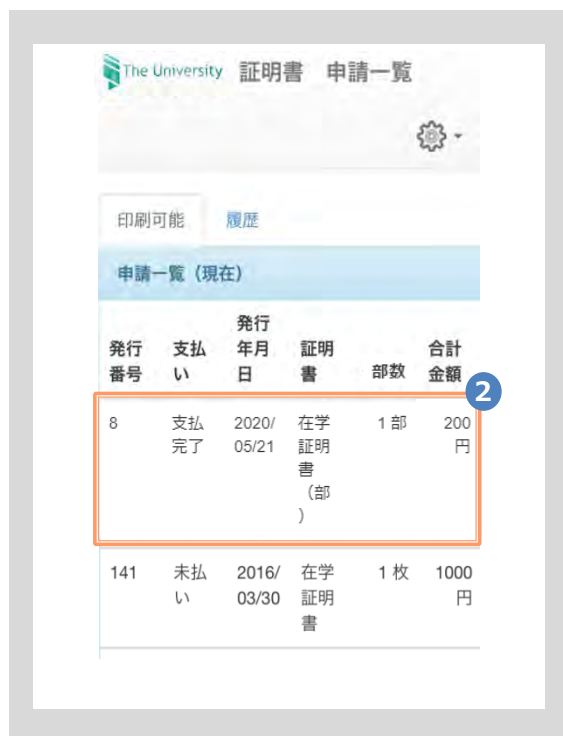 The University 証明書 申請一覧
印刷可能 履歴
申請一覧（現在）
発行
発行 支払 年月 証明 合計
番号 い 日 書 部数 金額
2
8 支払 2020/ 在学 1 部 200
完了 05/21 証明 円
書
（部
）
141 未払 2016/ 在学 1 枚 1000
い 03/30 証明 円
書